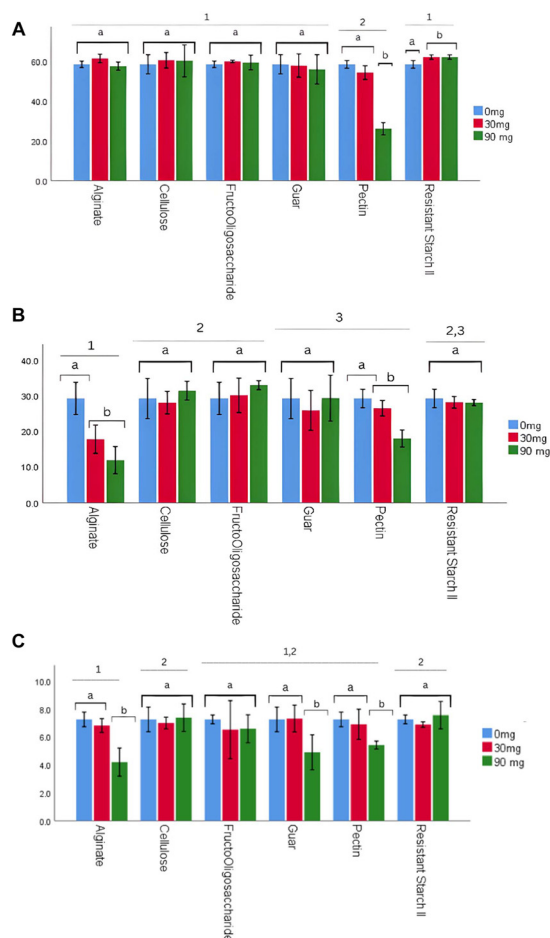 A
1
2
1
a
a
a
a
a
b
a
b
60.0
40.0
20.0
0.0
0mg
30mg
90 mg
Alginate
Cellulose
FructoOligosaccharide
Guar
Pectin
Resistant Starch II
B
1
2
3
2,3
a
b
a
a
a
a
b
a
40.0
30.0
20.0
10.0
0.0
0mg
30mg
90 mg
Alginate
Cellulose
FructoOligosaccharide
Guar
Pectin
Resistant Starch II
C
1
2
1,2
2
a
b
a
a
a
b
a
b
a
10.0
8.0
6.0
4.0
2.0
0.0
0mg
30mg
90 mg
Alginate
Cellulose
FructoOligosaccharide
Guar
Pectin
Resistant Starch II